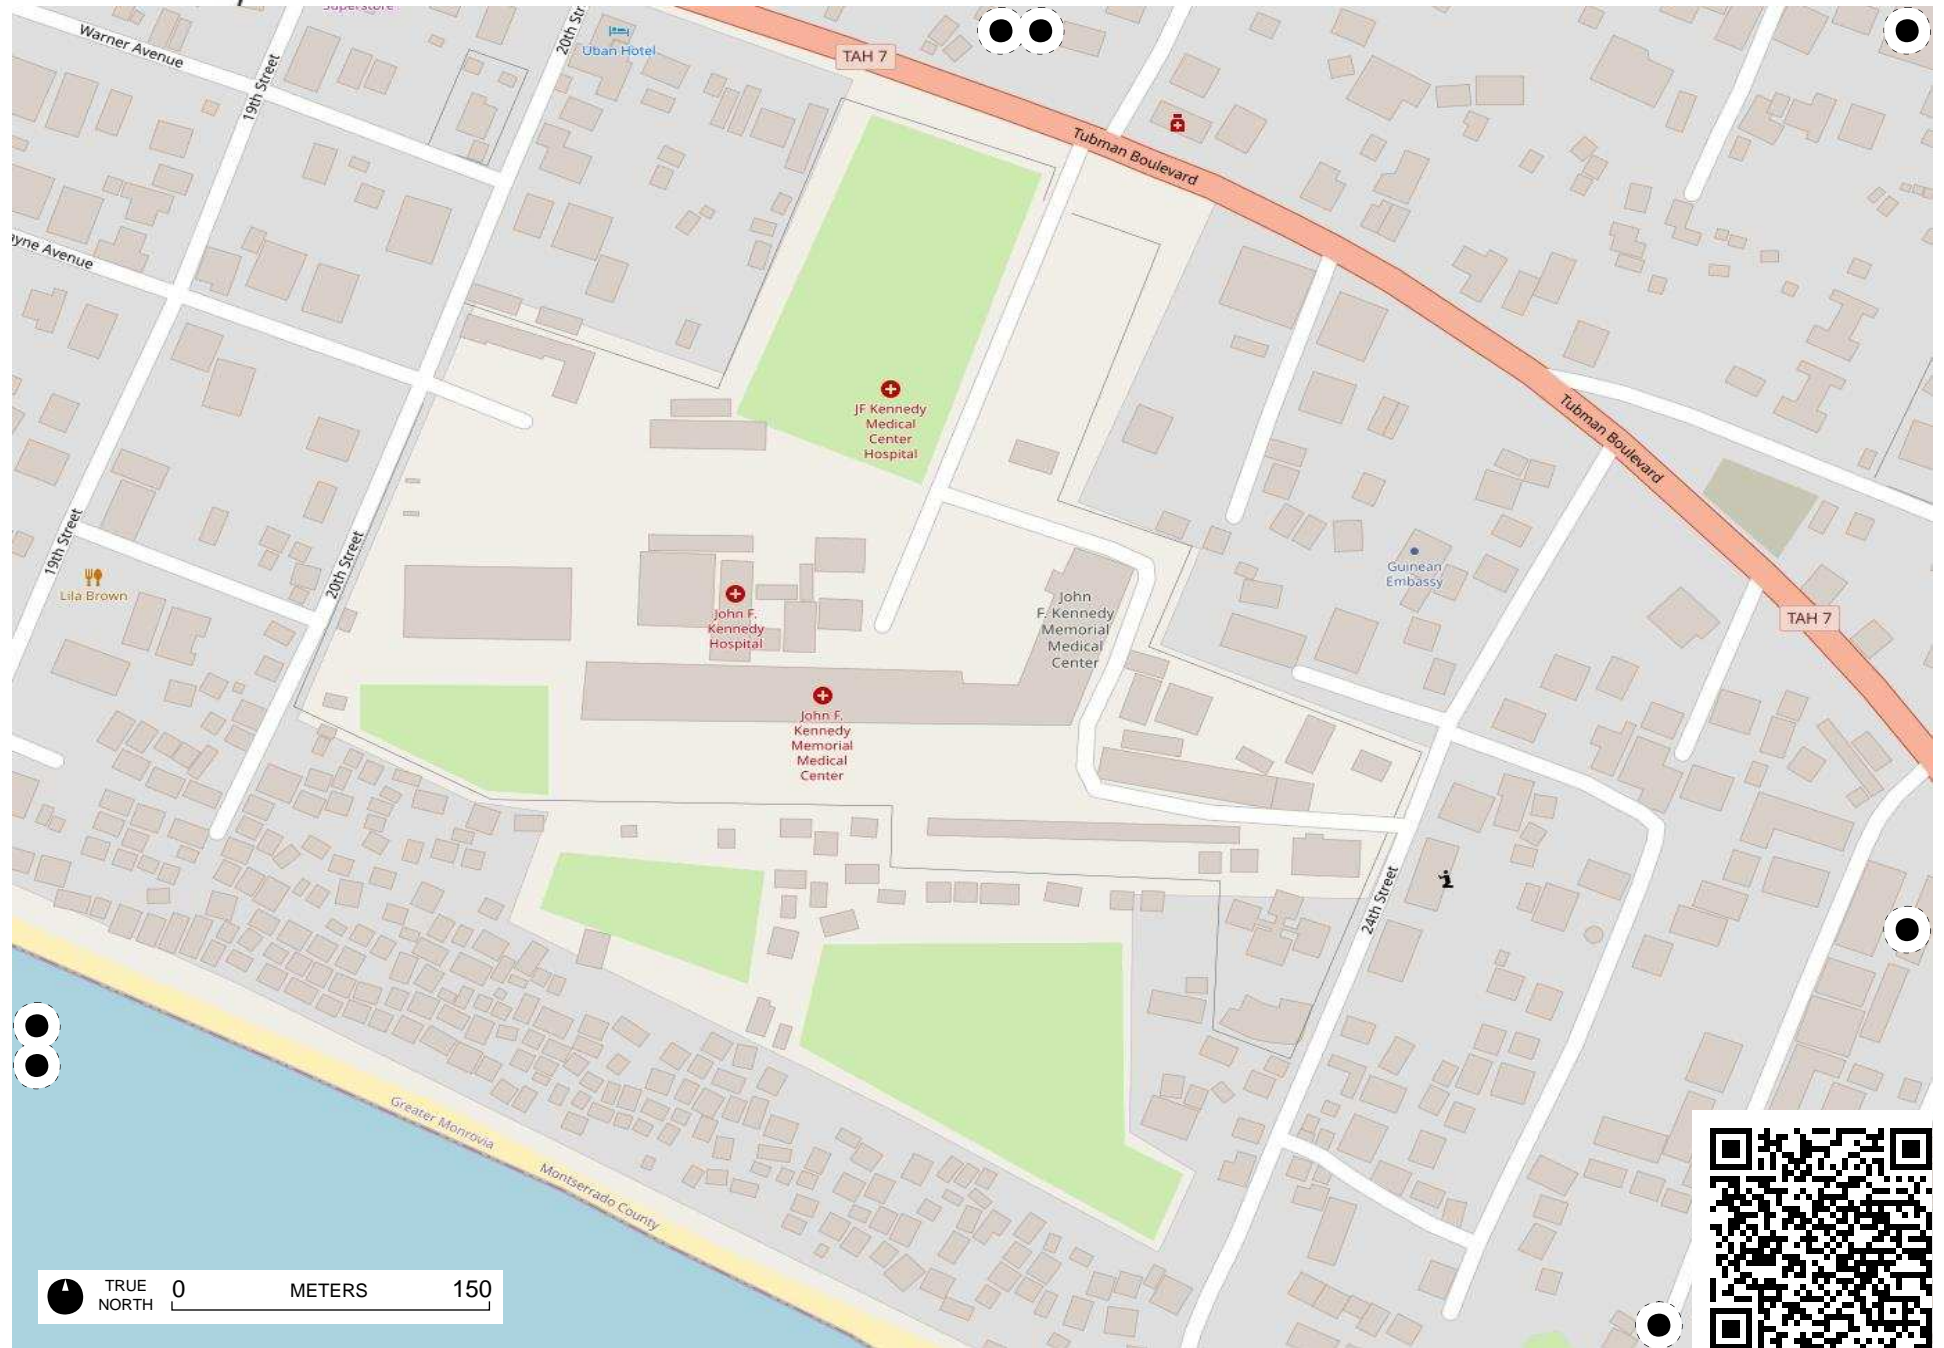 Superstore
Warner Avenue
19th Street
20th Str
Uban Hotel
TAH 7
Tubman Boulevard
yne Avenue
JF Kennedy
Medical
Center
Hospital
Tubman Boulevard
19th Street
20th Street
Lila Brown
Guinean
Embassy
John F.
Kennedy
Hospital
John
F. Kennedy
Memorial
Medical
Center
TAH 7
John F.
Kennedy
Memorial
Medical
Center
24th Street
Greater Monrovia
Montserrado County
TRUE
NORTH
0 METERS 150